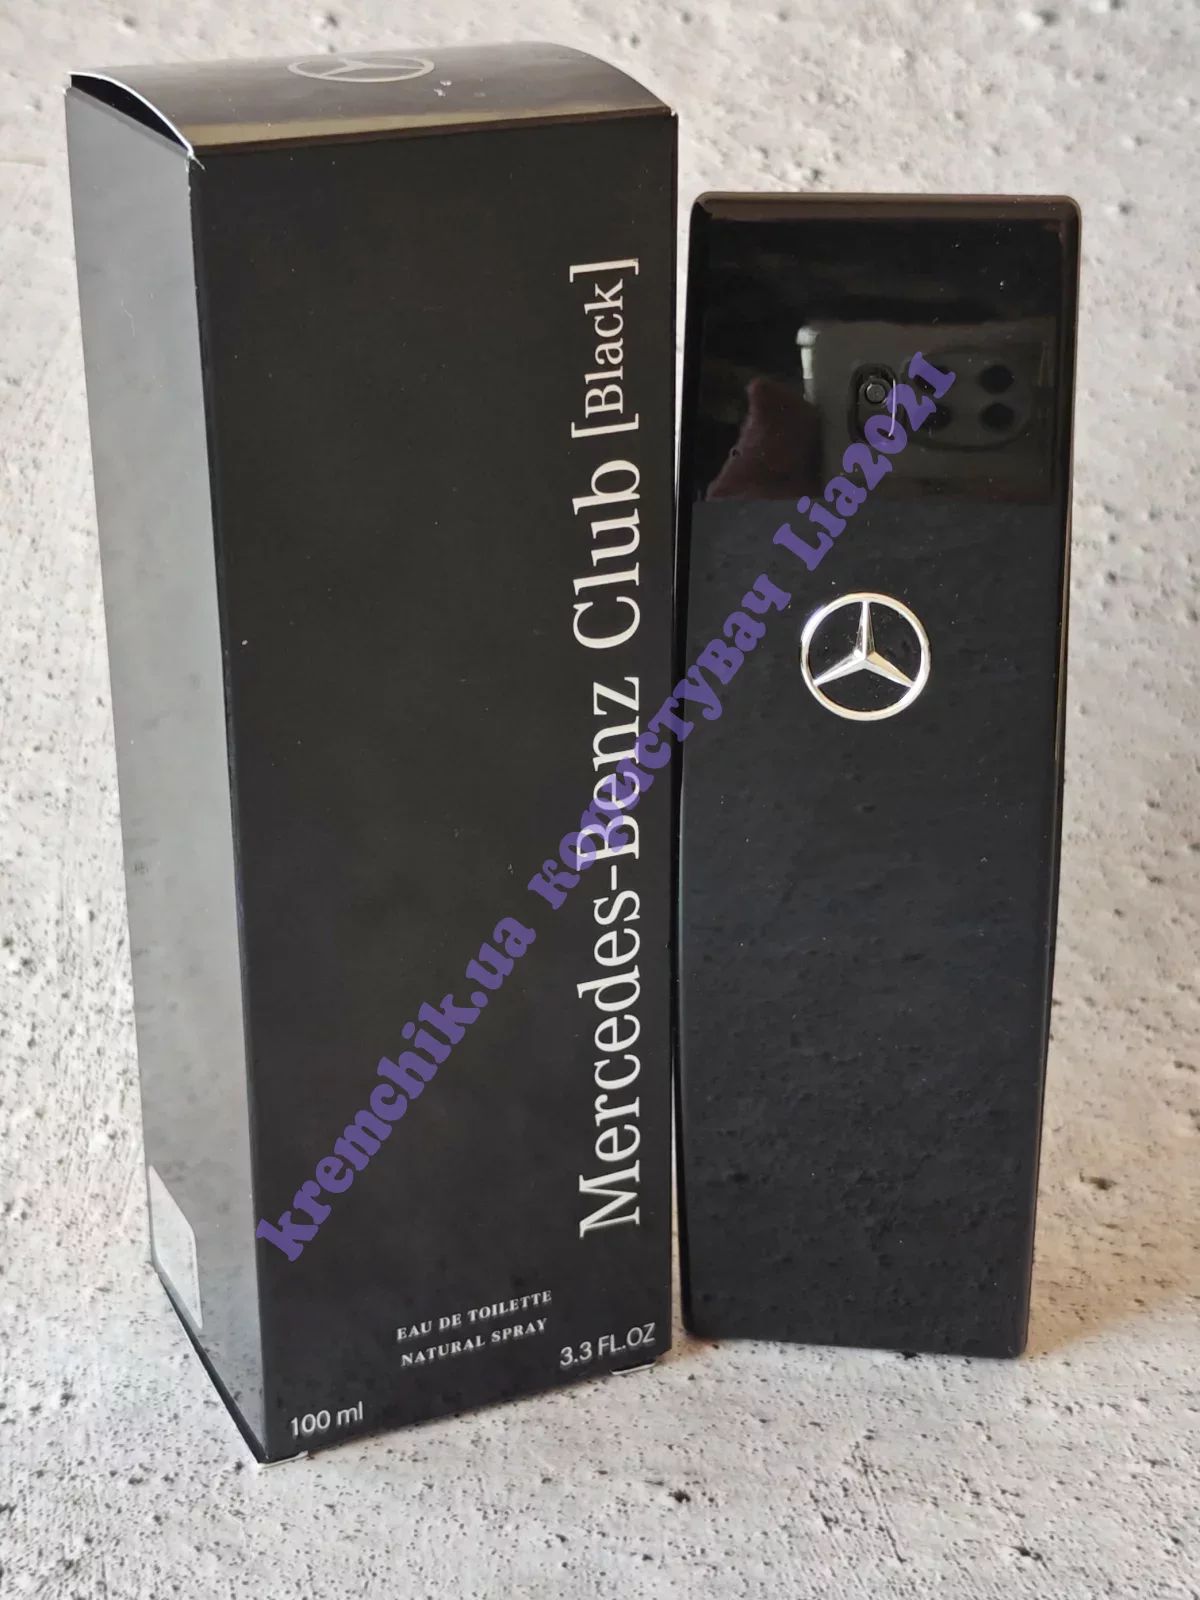 Mercedes-Benz Club [Black]
EAU DE TOILETTE
NATURAL SPRAY
100 ml
3.3 FL.OZ
kremchik.ua користувач Lia2021